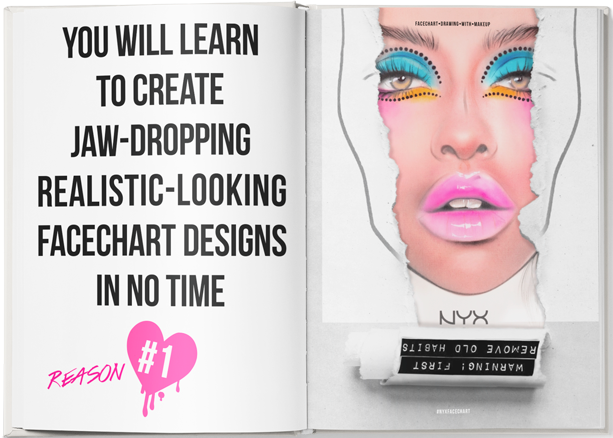 YOU WILL LEARN
TO CREATE
JAW-DROPPING
REALISTIC-LOOKING
FACECHART DESIGNS
IN NO TIME
REASON #1
FACECHART•DRAWING•WITH•MAKEUP
NYX
WARNING! FIRST
REMOVE OLD HABITS
#NYXFACECHART